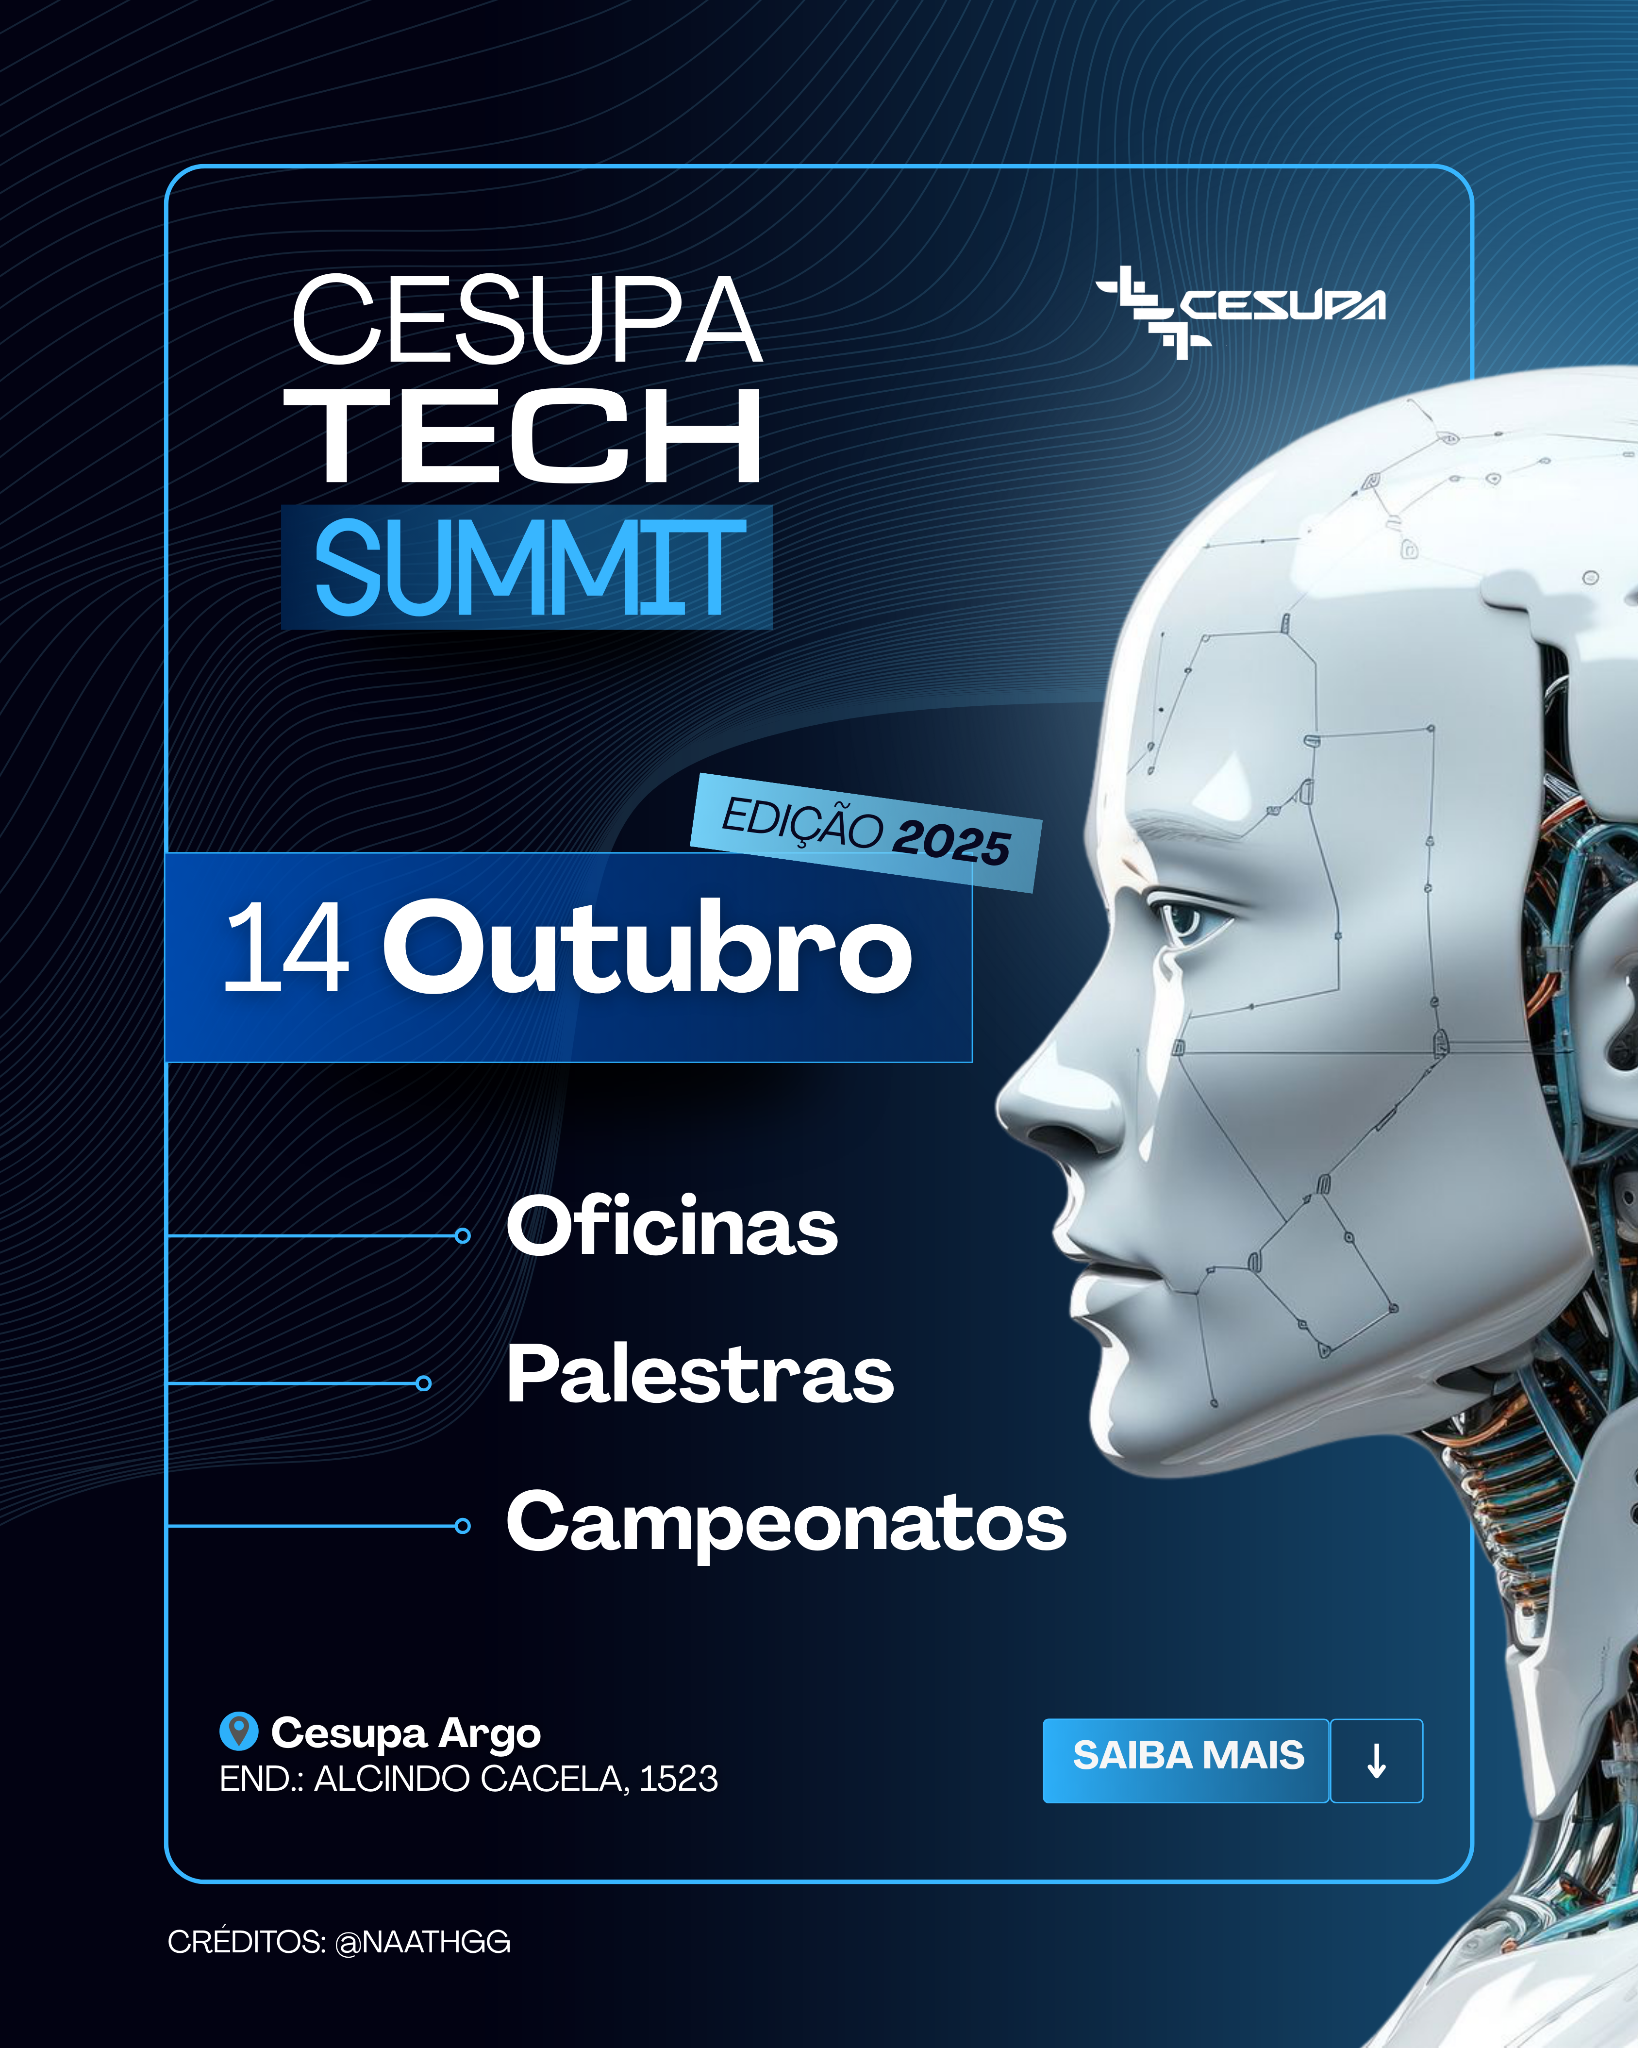 CESUPA
TECH
SUMMIT
CESUPA
EDIÇÃO 2025
14 Outubro
Oficinas
Palestras
Campeonatos
Cesupa Argo
END.: ALCINDO CACELA, 1523
SAIBA MAIS
CRÉDITOS: @NAATHGG